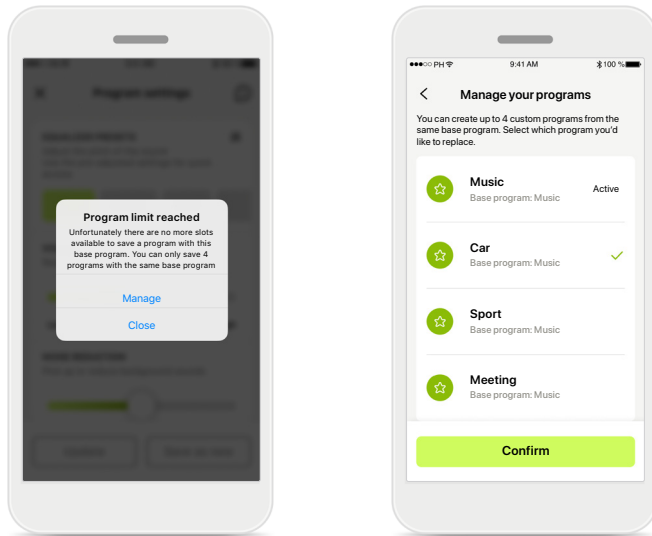 Program settings
Program limit reached
Unfortunately there are no more slots
available to save a program with this
base program. You can only save 4
programs with the same base program
Manage
Close
PH
9:41 AM
100 %
Manage your programs
You can create up to 4 custom programs from the
same base program. Select which program you'd
like to replace.
Music
Base program: Music
Active
Car
Base program: Music
Sport
Base program: Music
Meeting
Base program: Music
Confirm